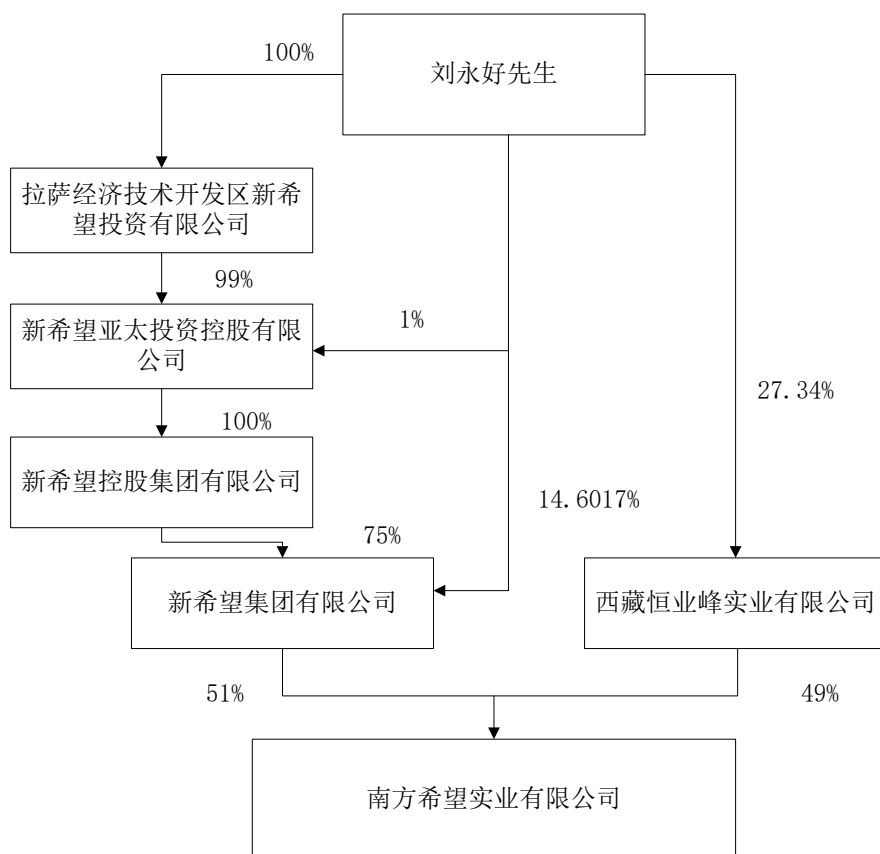 100%
刘永好先生
拉萨经济技术开发区新希
望投资有限公司
99%
新希望亚太投资控股有限
公司
1%
27.34%
100%
新希望控股集团有限公司
14.6017%
75%
新希望集团有限公司
西藏恒业峰实业有限公司
51%
49%
南方希望实业有限公司